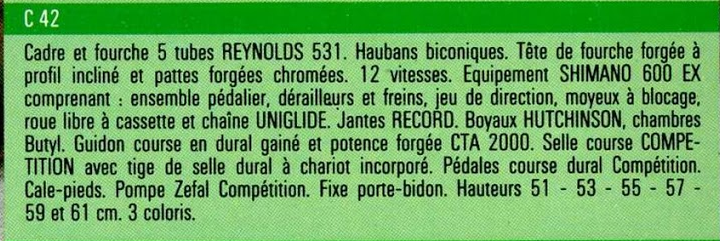 C 42
Cadre et fourche 5 tubes REYNOLDS 531. Haubans biconiques. Tête de fourche forgée à
profil incliné et pattes forgées chromées. 12 vitesses. Equipement SHIMANO 600 EX
comprenant : ensemble pédalier, dérailleurs et freins, jeu de direction, moyeux à blocage,
roue libre à cassette et chaîne UNIGLIDE. Jantes RECORD. Boyaux HUTCHINSON, chambres
Butyl. Guidon course en dural gainé et potence forgée CTA 2000. Selle course COMPE-
TITION avec tige de selle dural à chariot incorporé. Pédales course dural Compétition.
Cale-pieds. Pompe Zefal Compétition. Fixe porte-bidon. Hauteurs 51 - 53 - 55 - 57 -
59 et 61 cm. 3 coloris.